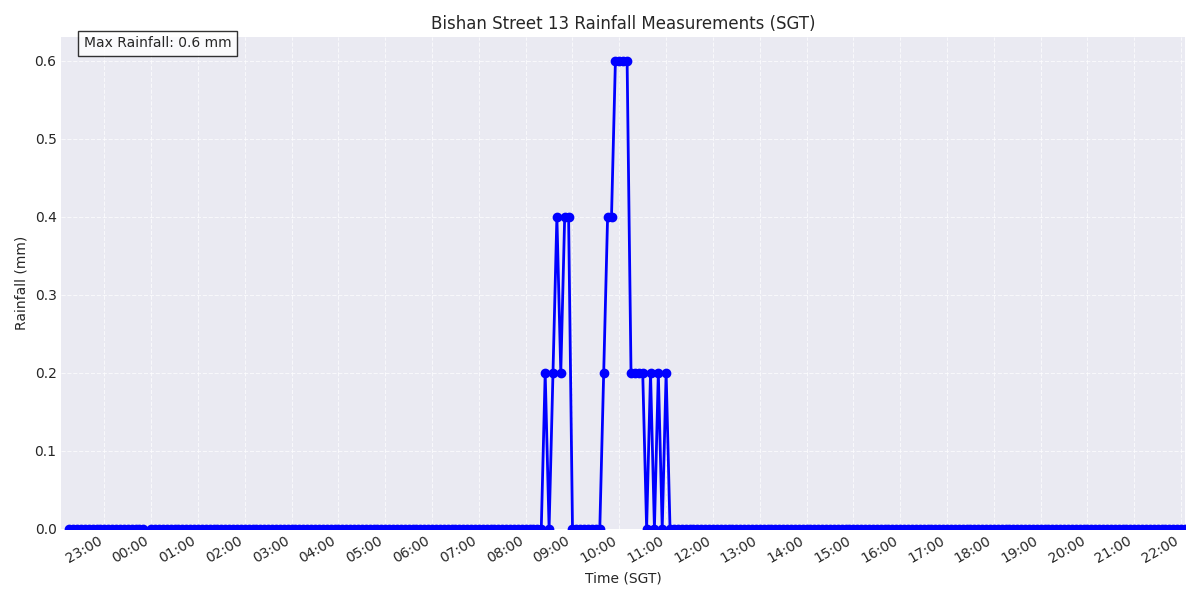 Bishan Street 13 Rainfall Measurements (SGT)
Max Rainfall: 0.6 mm
0.6
0.5
0.4
0.3
0.2
0.1
0.0
Rainfall (mm)
23:00 00:00 01:00 02:00 03:00 04:00 05:00 06:00 07:00 08:00 09:00 10:00 11:00 12:00 13:00 14:00 15:00 16:00 17:00 18:00 19:00 20:00 21:00 22:00
Time (SGT)